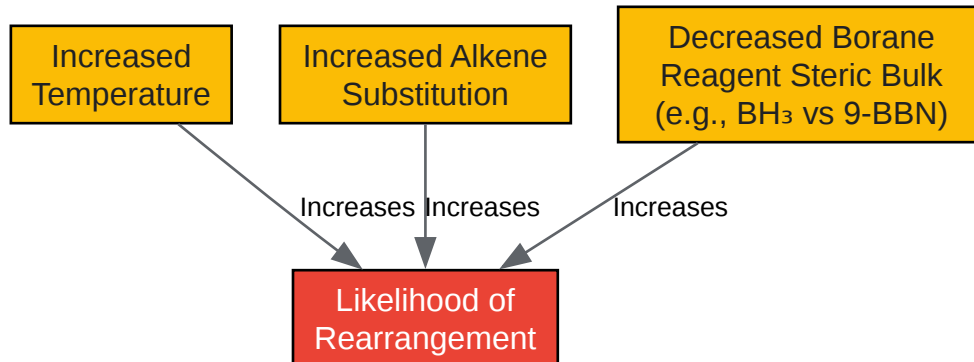 Increased
Temperature
Increased Alkene
Substitution
Decreased Borane
Reagent Steric Bulk
(e.g., BH₃ vs 9-BBN)
Increases
Increases
Increases
Likelihood of
Rearrangement